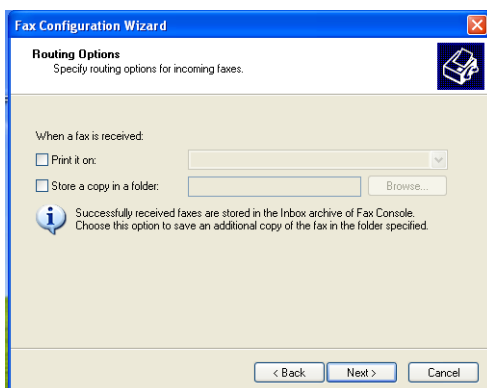 Fax Configuration Wizard
Routing Options
Specify routing options for incoming faxes.
When a fax is received:
Print it on:
Store a copy in a folder:
Browse...
Successfully received faxes are stored in the Inbox archive of Fax Console.
Choose this option to save an additional copy of the fax in the folder specified.
< Back Next > Cancel